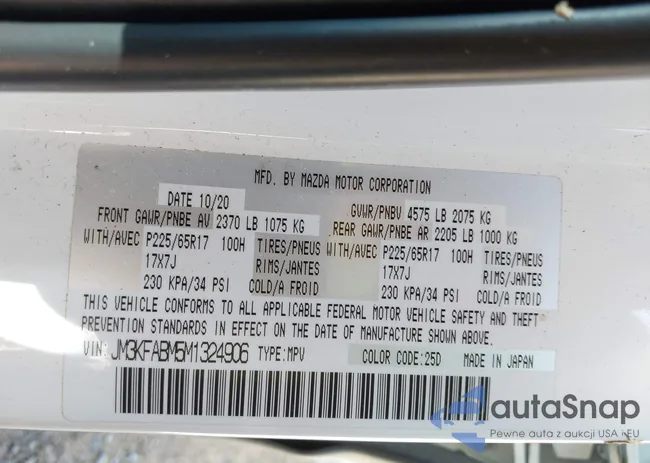 MFD. BY MAZDA MOTOR CORPORATION
DATE 10/20 GVWR/PNBV 4575 LB 2075 KG
FRONT GAWR/PNBE AV 2370 LB 1075 KG REAR GAWR/PNBE AR 2205 LB 1000 KG
WITH/AVEC P225/65R17 100H TIRES/PNEUS WITH/AVEC P225/65R17 100H TIRES/PNEUS
17X7J RIMS/JANTES 17X7J RIMS/JANTES
230 KPA/34 PSI COLD/A FROID 230 KPA/34 PSI COLD/A FROID
THIS VEHICLE CONFORMS TO ALL APPLICABLE FEDERAL MOTOR VEHICLE SAFETY AND THEFT
PREVENTION STANDARDS IN EFFECT ON THE DATE OF MANUFACTURE SHOWN ABOVE.
VIN: JM3KFABM5M1324906 TYPE:MPV COLOR CODE:25D MADE IN JAPAN
autaSnap
Pewne auta z aukcji USA i EU